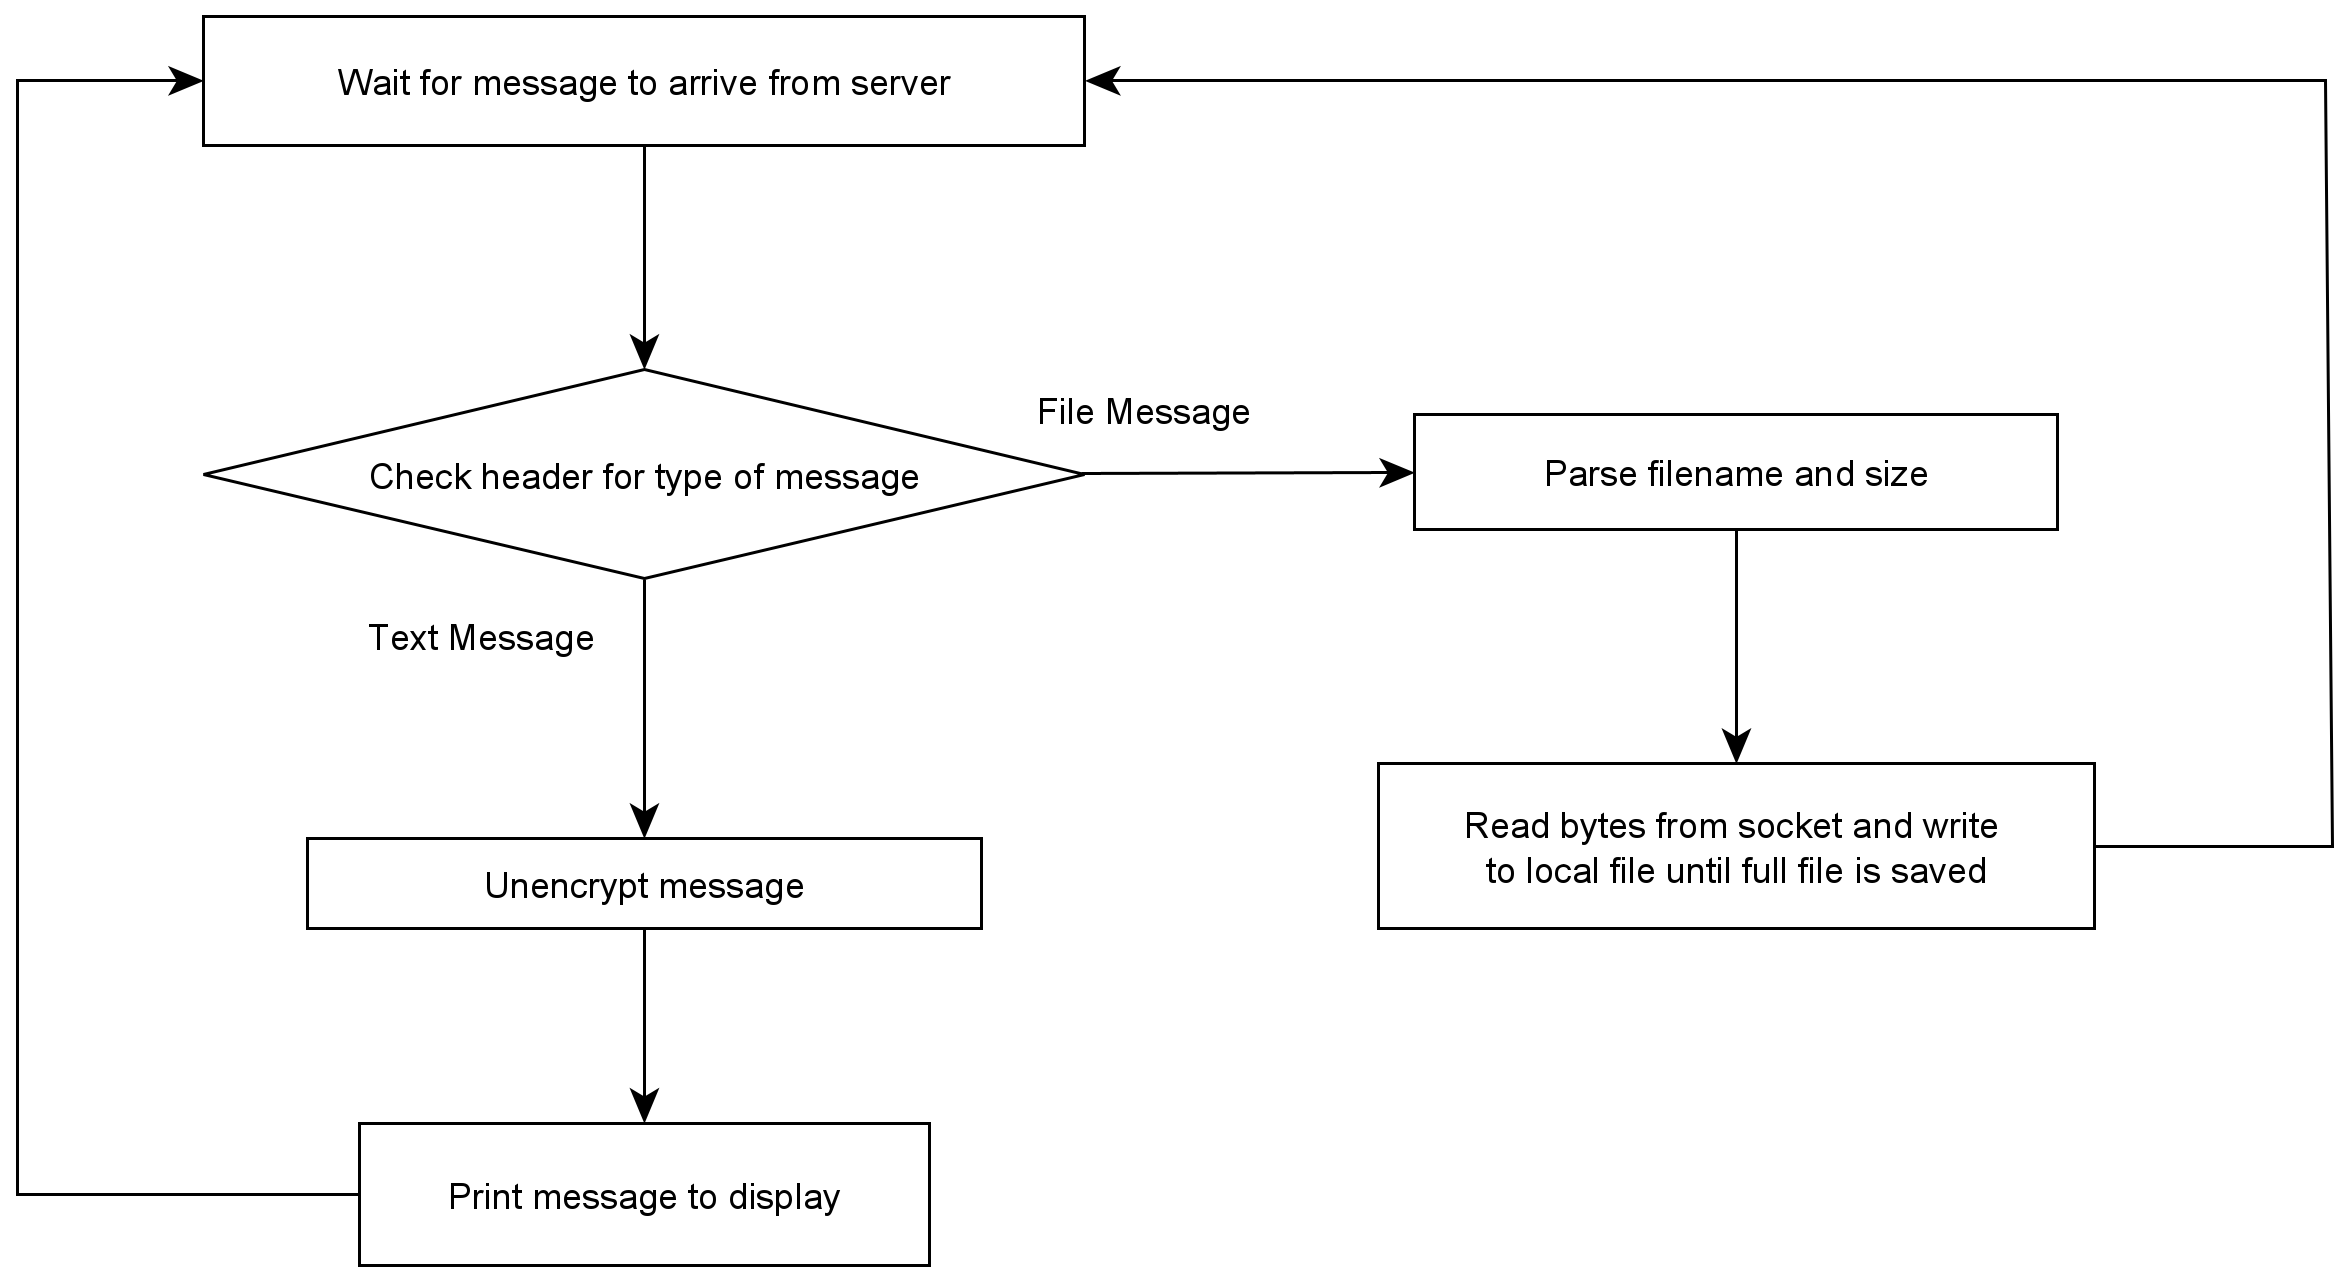 Wait for message to arrive from server
Check header for type of message
File Message
Parse filename and size
Text Message
Read bytes from socket and write
to local file until full file is saved
Unencrypt message
Print message to display